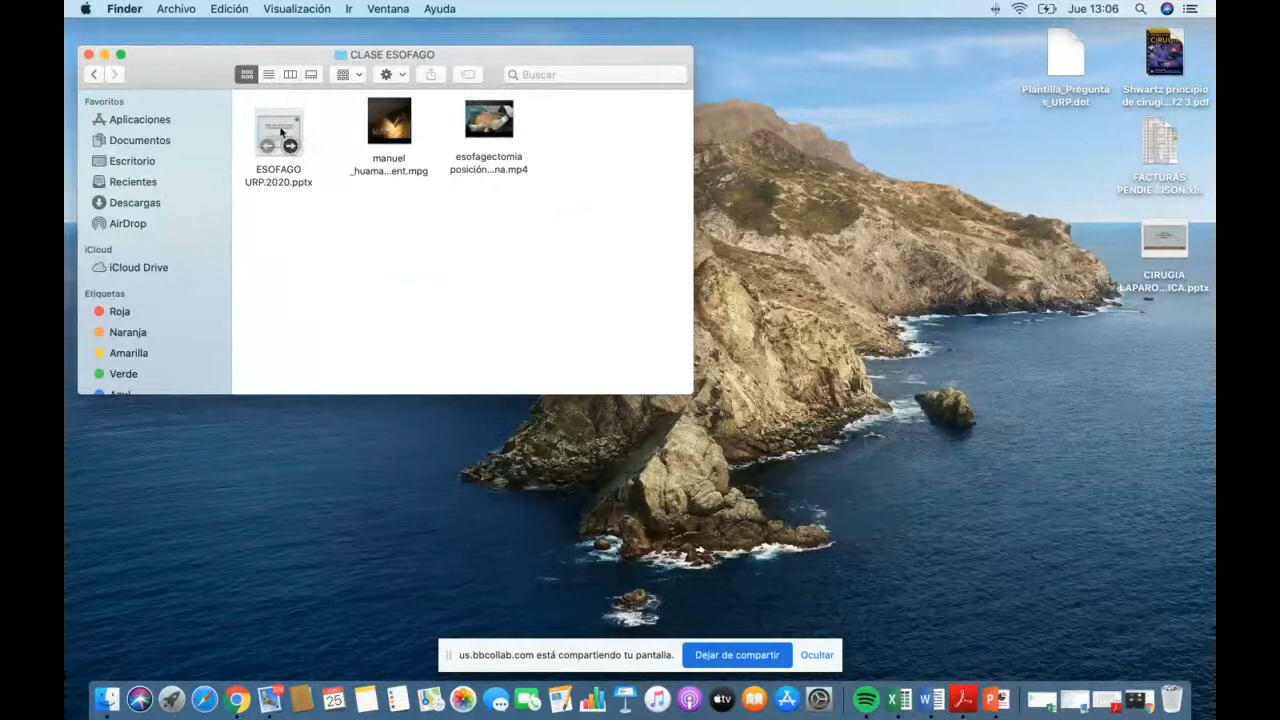 Finder Archivo Edición Visualización Ir Ventana Ayuda Jue 13:06
CLASE ESOFAGO
Buscar
Favoritos
Aplicaciones
Documentos
Escritorio
Recientes
Descargas
AirDrop
iCloud
iCloud Drive
Etiquetas
Roja
Naranja
Amarilla
Verde
ESOFAGO
URP.2020.pptx
manuel
_huama...ent.mpg
esofagectomia
posición...na.mp4
Plantilla_Pregunta
s_URP.dot
Shwartz principio
de cirugi...f2 3.pdf
FACTURAS
PENDIE...
CIRUGIA
LAPARO...ICA.pptx
us.bbcollab.com está compartiendo tu pantalla.
Dejar de compartir
Ocultar
25
tv